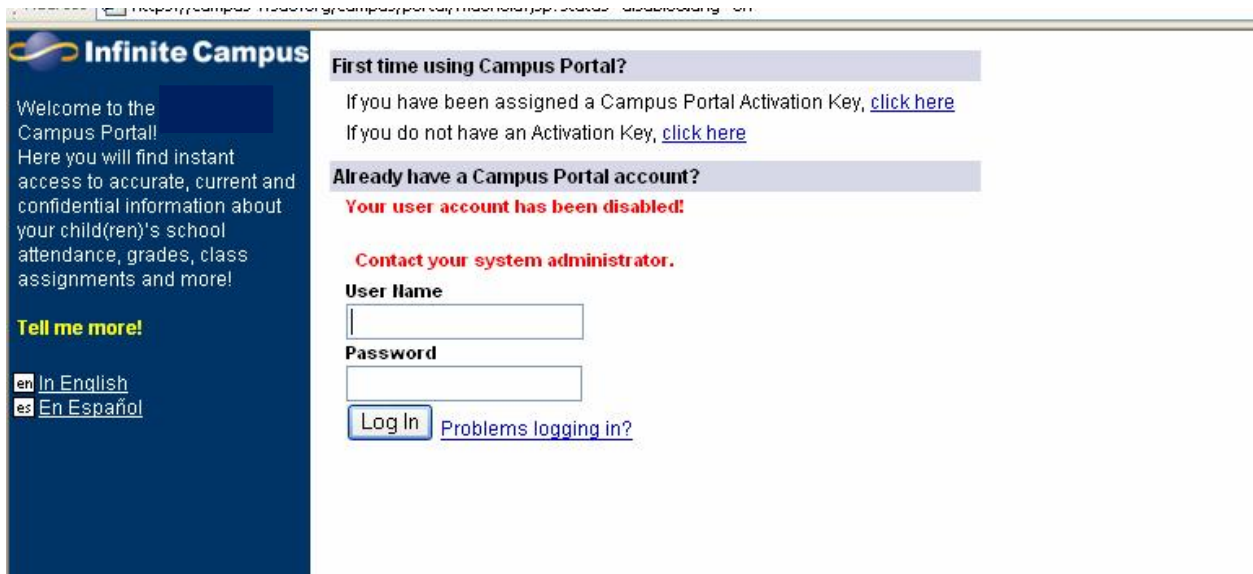 Infinite Campus
Welcome to the
Campus Portal!
Here you will find instant
access to accurate, current and
confidential information about
your child(ren)'s school
attendance, grades, class
assignments and more!
Tell me more!
en In English
es En Español
First time using Campus Portal?
If you have been assigned a Campus Portal Activation Key, click here
If you do not have an Activation Key, click here
Already have a Campus Portal account?
Your user account has been disabled!
Contact your system administrator.
User Name
Password
Log In Problems logging in?